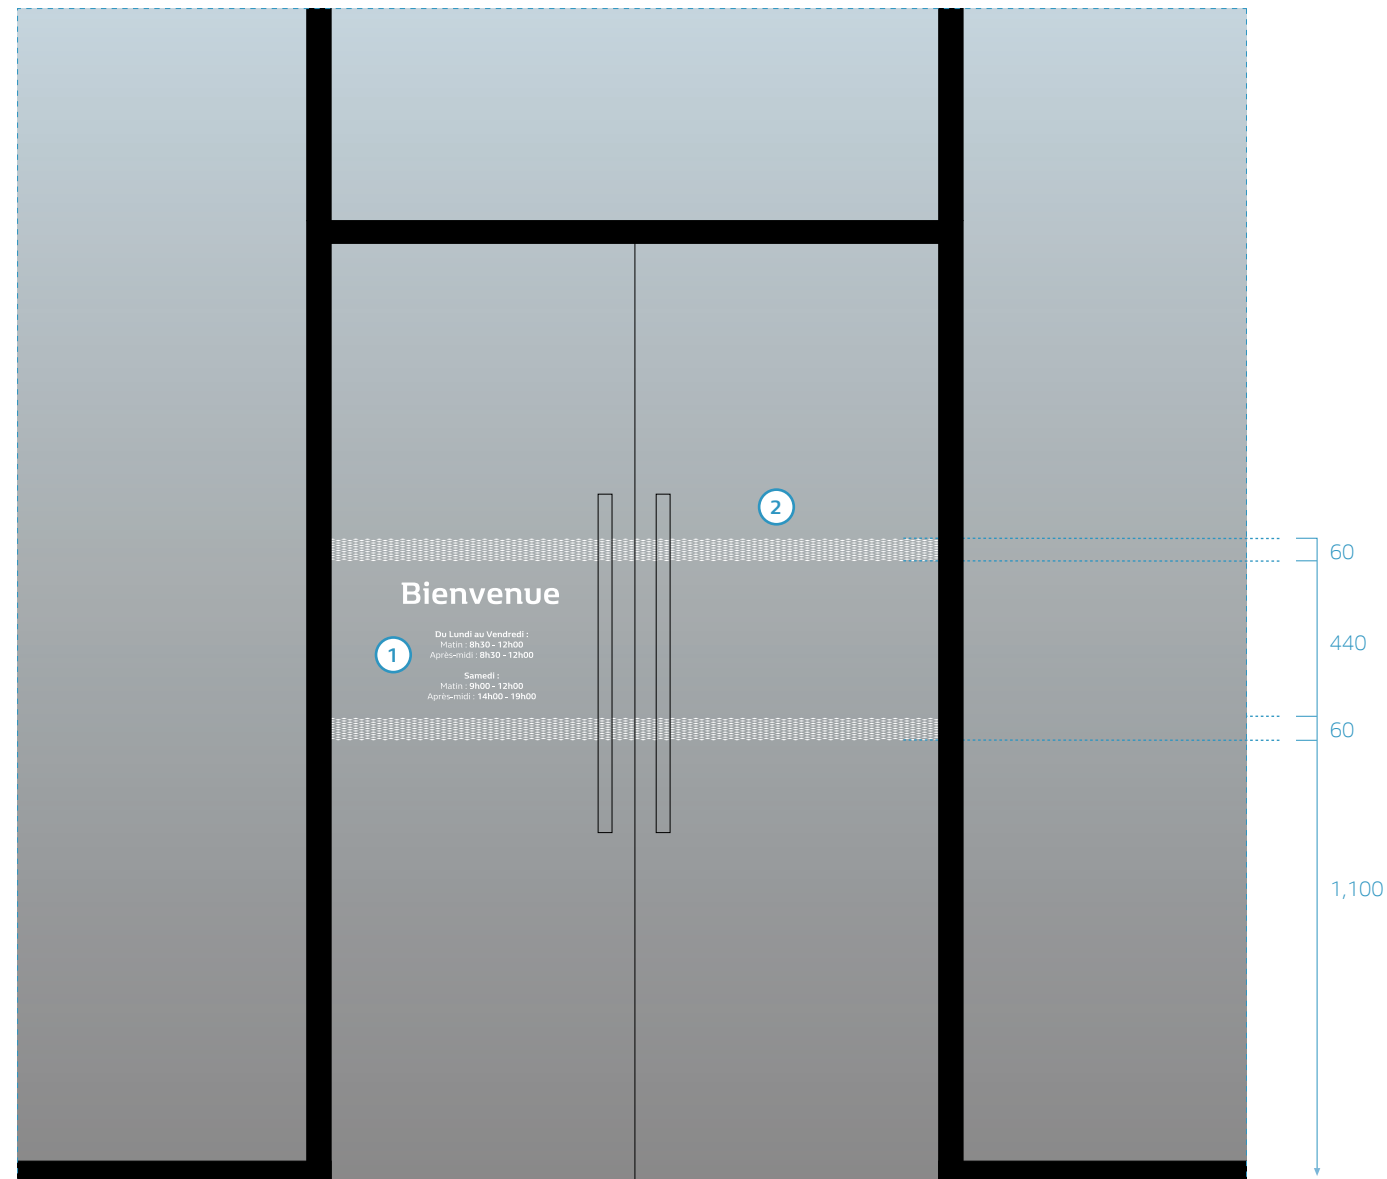 2
60
Bienvenue
440
Du Lundi au Vendredi :
Matin : 8h30 - 12h00
Après-midi : 8h30 - 12h00
1
Samedi :
Matin : 9h00 - 12h00
Après-midi : 14h00 - 19h00
60
1,100